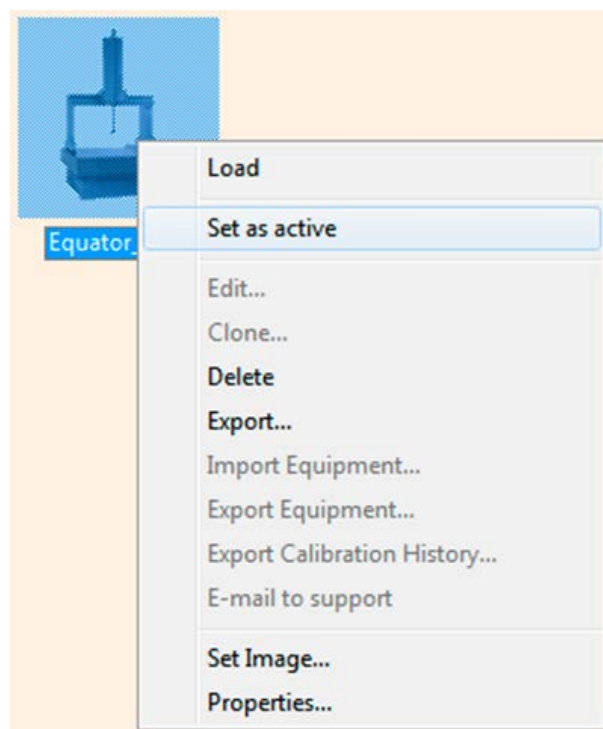 Equator_
Load
Set as active
Edit...
Clone...
Delete
Export...
Import Equipment...
Export Equipment...
Export Calibration History...
E-mail to support
Set Image...
Properties...